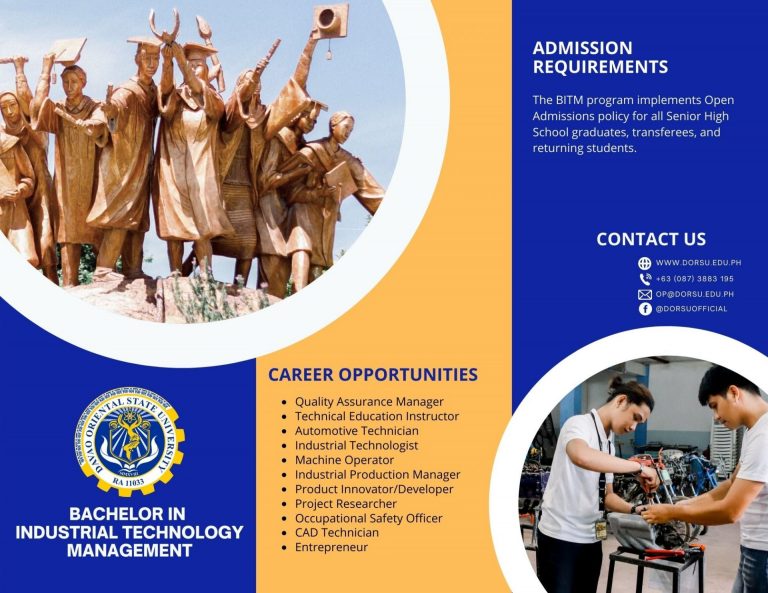 DAVAO ORIENTAL STATE UNIVERSITY
RA 11033
BACHELOR IN
INDUSTRIAL TECHNOLOGY
MANAGEMENT
CAREER OPPORTUNITIES
• Quality Assurance Manager
• Technical Education Instructor
• Automotive Technician
• Industrial Technologist
• Machine Operator
• Industrial Production Manager
• Product Innovator/Developer
• Project Researcher
• Occupational Safety Officer
• CAD Technician
• Entrepreneur
ADMISSION
REQUIREMENTS
The BITM program implements Open
Admissions policy for all Senior High
School graduates, transferees, and
returning students.
CONTACT US
WWW.DORSU.EDU.PH
+63 (087) 3883 195
OP@DORSU.EDU.PH
@DORSUOFFICIAL